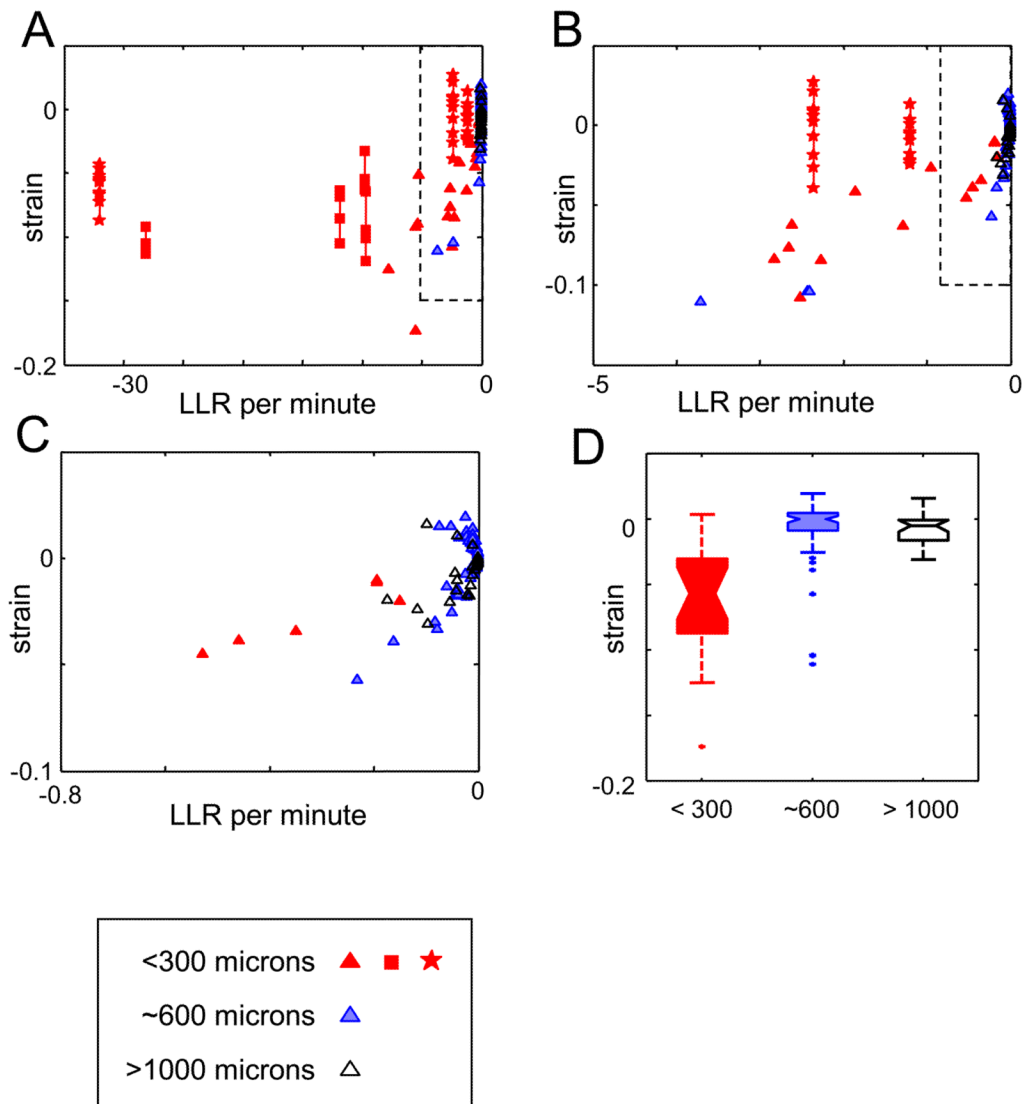 A
0
strain
-0.2
-30
0
LLR per minute
B
0
strain
-0.1
-5
0
LLR per minute
C
0
strain
-0.1
-0.8
0
LLR per minute
D
0
strain
-0.2
< 300
~600
> 1000
<300 microns
~600 microns
>1000 microns